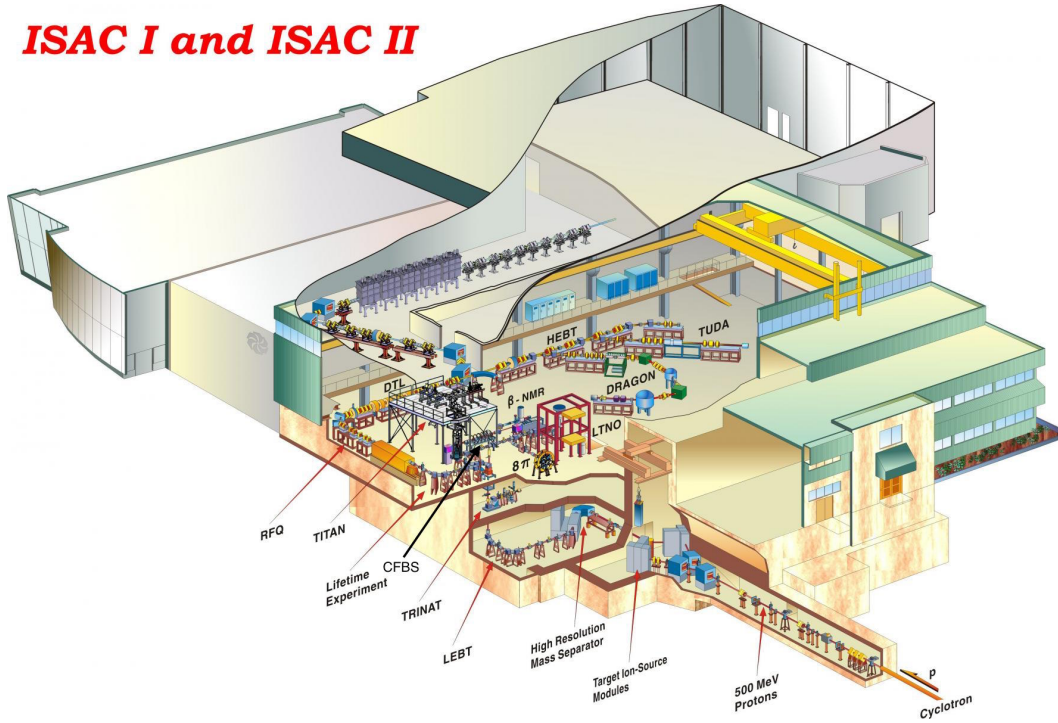 ISAC I and ISAC II
HEBT
TUDA
DTL
β-NMR
DRAGON
LTNO
8π
RFQ
TITAN
Lifetime
Experiment
CFBS
TRINAT
LEBT
High Resolution
Mass Separator
Target Ion-Source
Modules
500 MeV
Protons
p
Cyclotron